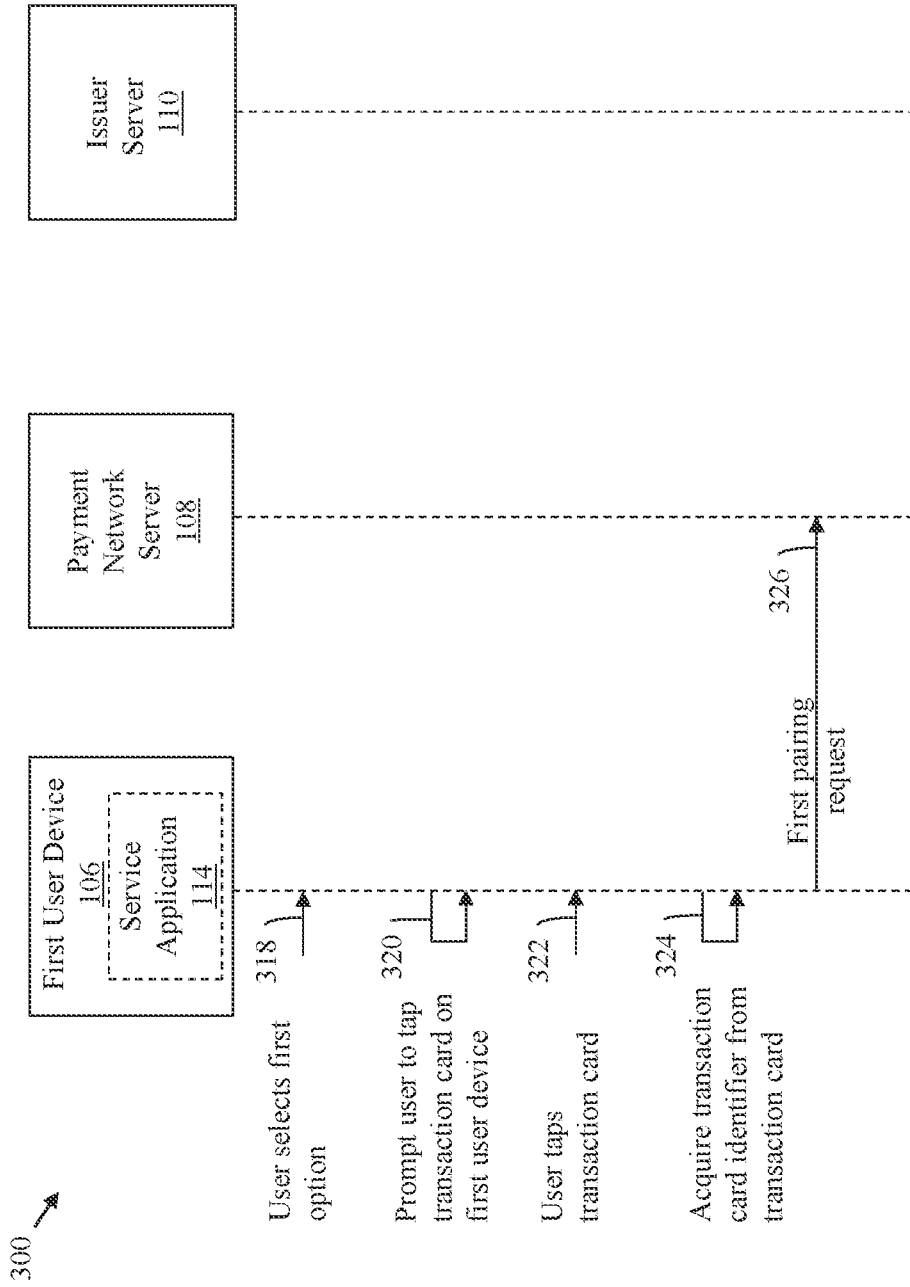 300
First User Device
106
Service
Application
114
Payment
Network
Server
108
Issuer
Server
110
User selects first
option
318
Prompt user to tap
transaction card on
first user device
320
User taps
transaction card
322
Acquire transaction
card identifier from
transaction card
324
First pairing
request
326